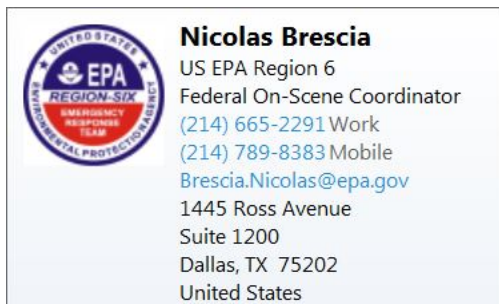 UNITED STATES
EPA
REGION-SIX
EMERGENCY
RESPONSE
TEAM
ENVIRONMENTAL PROTECTION AGENCY
Nicolas Brescia
US EPA Region 6
Federal On-Scene Coordinator
(214) 665-2291 Work
(214) 789-8383 Mobile
Brescia.Nicolas@epa.gov
1445 Ross Avenue
Suite 1200
Dallas, TX 75202
United States